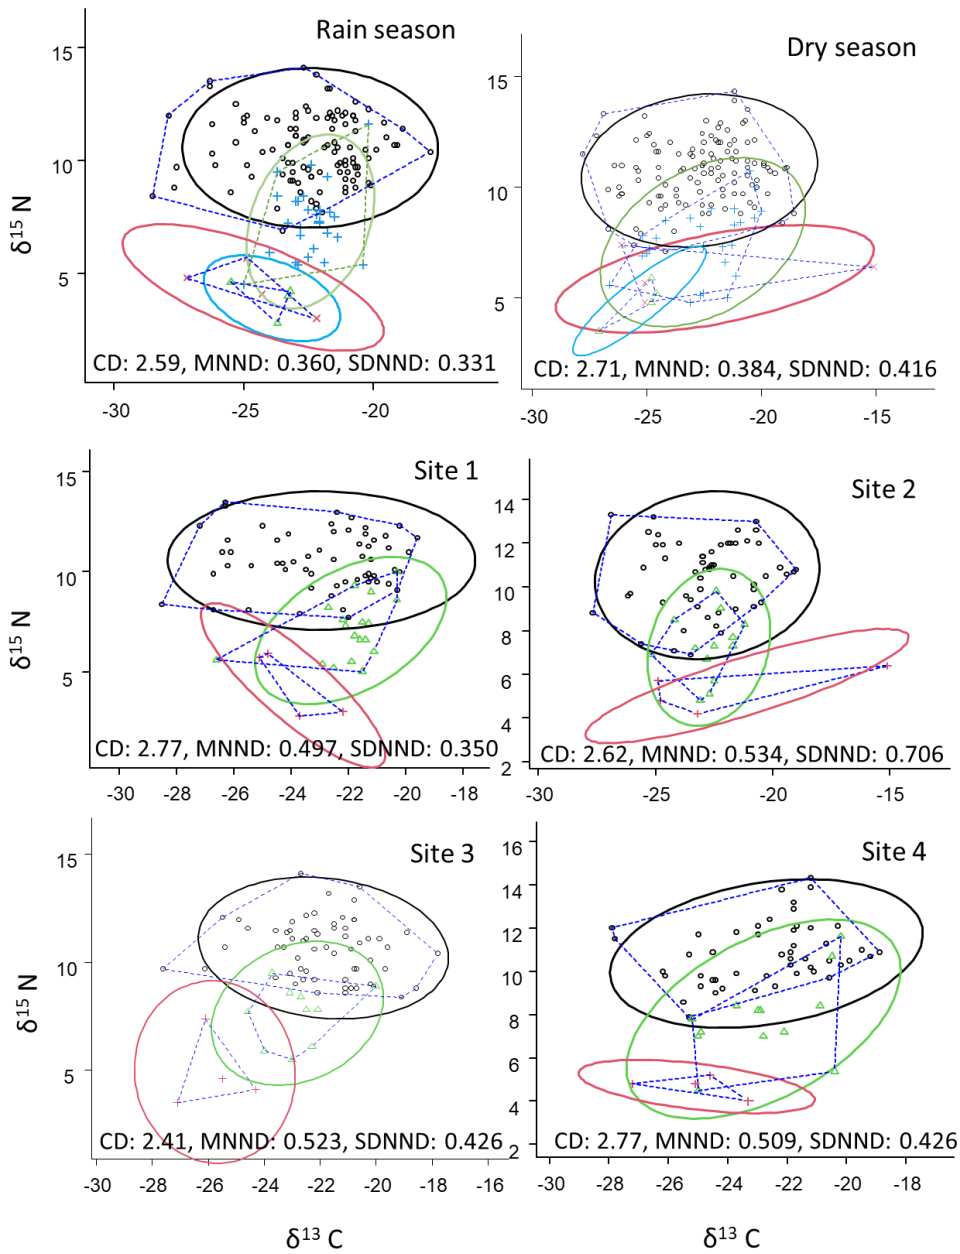 Rain season
15
10
5
δ15 N
CD: 2.59, MNND: 0.360, SDNND: 0.331
-30 -25 -20
Dry season
15
10
5
CD: 2.71, MNND: 0.384, SDNND: 0.416
-30 -25 -20 -15
Site 1
15
10
5
δ15 N
CD: 2.77, MNND: 0.497, SDNND: 0.350
-30 -28 -26 -24 -22 -20 -18
Site 2
14
12
10
8
6
4
2
CD: 2.62, MNND: 0.534, SDNND: 0.706
-30 -25 -20 -15
Site 3
15
10
5
δ15 N
CD: 2.41, MNND: 0.523, SDNND: 0.426
-30 -28 -26 -24 -22 -20 -18 -16
δ13 C
Site 4
16
14
12
10
8
6
4
2
CD: 2.77, MNND: 0.509, SDNND: 0.426
-30 -28 -26 -24 -22 -20 -18
δ13 C